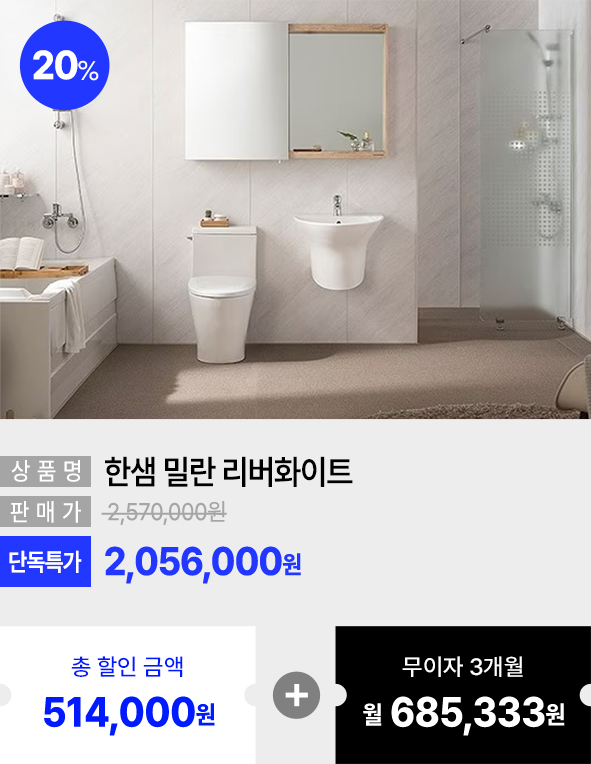 20%
상품명 한샘 밀란 리버화이트
판매가 2,570,000원
단독특가 2,056,000원
총 할인 금액
514,000원
+
무이자 3개월
월 685,333원